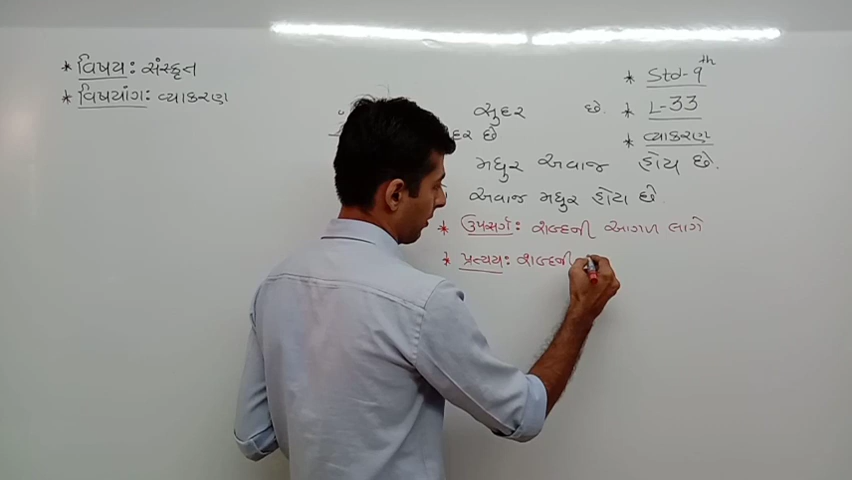 * વિષય: સંસ્કૃત
* વિષયાંગ: વ્યાકરણ
* Std-9th
* L-33
* વ્યાકરણ
સુંદર છે.
દર છે
મધુર અવાજ હોય છે.
અવાજ મધુર હોય છે.
* ઉપસર્ગ: શબ્દની આગળ લાગે
* પ્રત્યય: શબ્દની